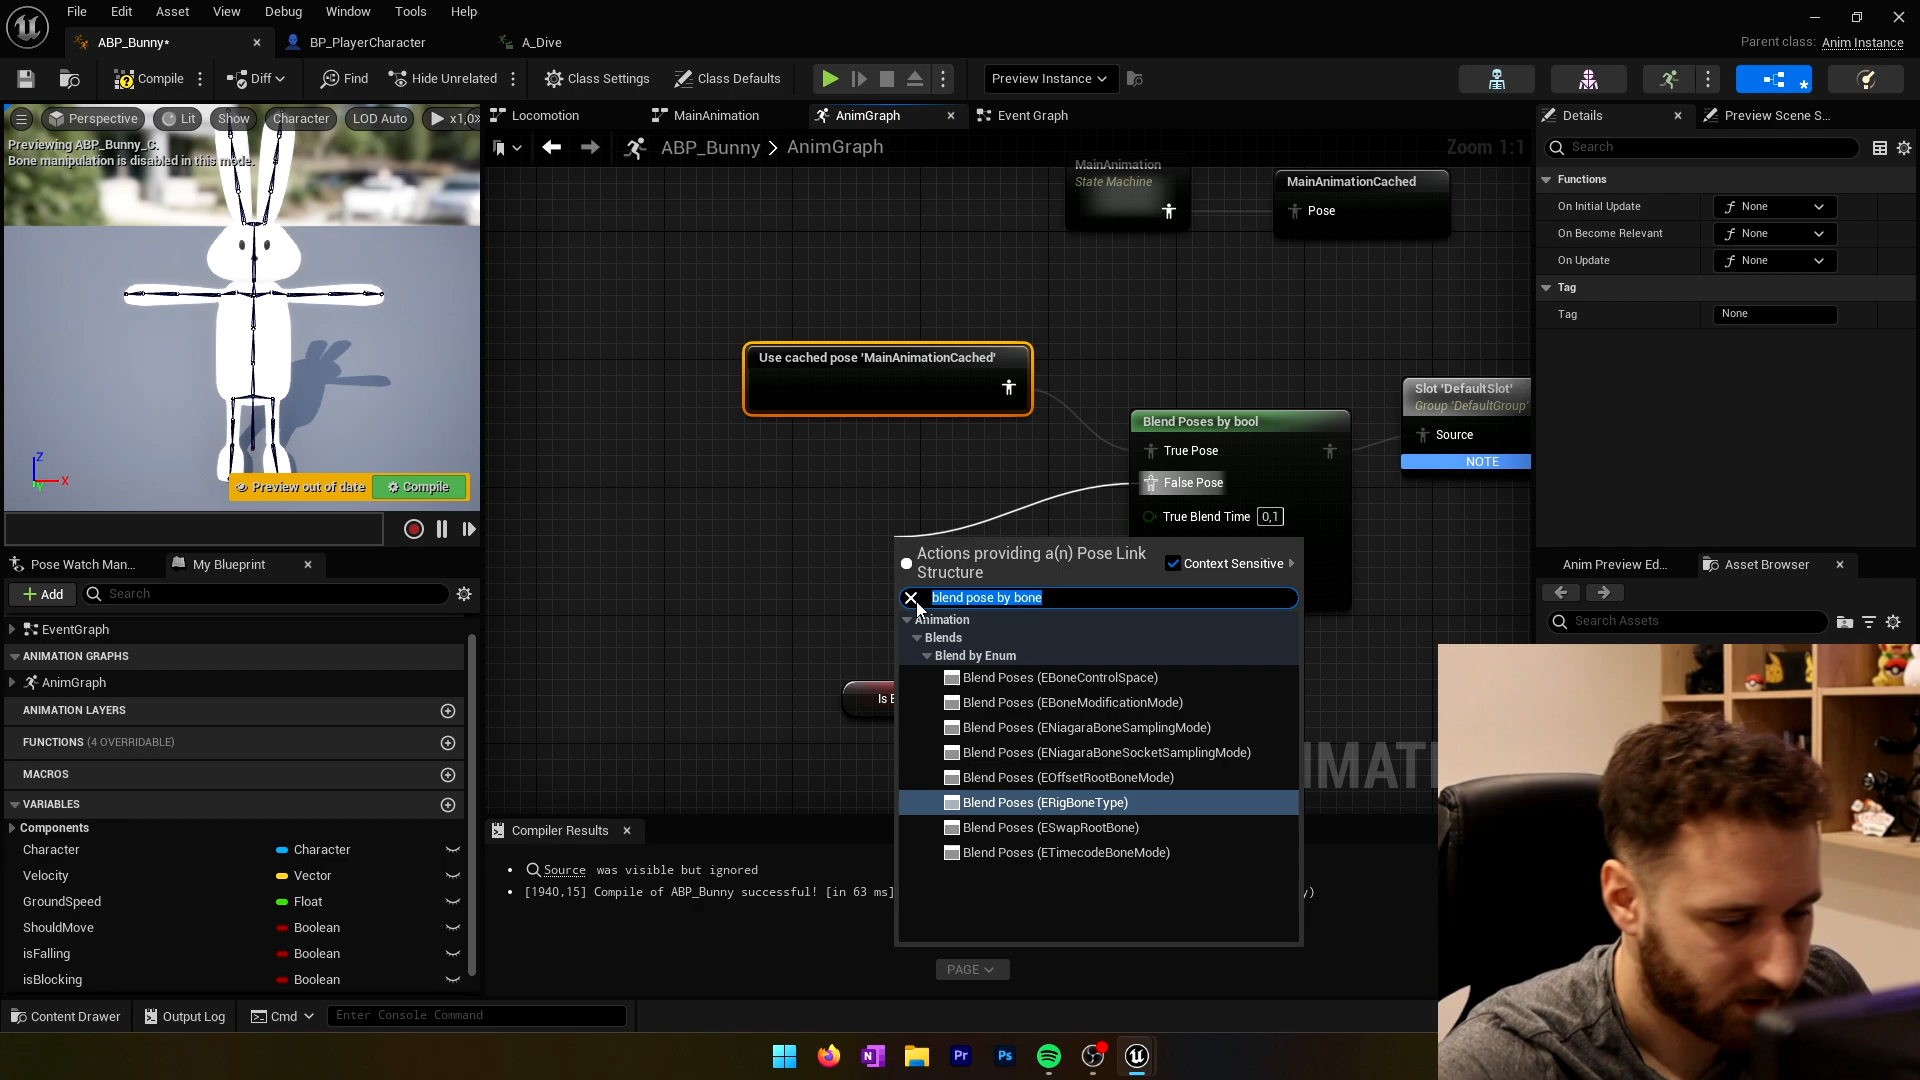 File Edit Asset View Debug Window Tools Help
ABP_Bunny* BP_PlayerCharacter A_Dive
Parent class: Anim Instance
Compile Diff Find Hide Unrelated Class Settings Class Defaults Preview Instance
Perspective Lit Show Character LOD Auto x1,0
Previewing ABP_Bunny_C.
Bone manipulation is disabled in this mode.
Z
X
Preview out of date Compile
Locomotion MainAnimation AnimGraph Event Graph
ABP_Bunny > AnimGraph
Zoom 1:1
MainAnimation
State Machine
MainAnimationCached
Pose
Use cached pose 'MainAnimationCached'
Blend Poses by bool
True Pose
False Pose
True Blend Time 0,1
Slot 'DefaultSlot'
Group 'DefaultGroup'
Source
NOTE
Actions providing a(n) Pose Link
Structure
Context Sensitive
blend pose by bone
Animation
Blends
Blend by Enum
Blend Poses (EBoneControlSpace)
Blend Poses (EBoneModificationMode)
Blend Poses (ENiagaraBoneSamplingMode)
Blend Poses (ENiagaraBoneSocketSamplingMode)
Blend Poses (EOffsetRootBoneMode)
Blend Poses (ERigBoneType)
Blend Poses (ESwapRootBone)
Blend Poses (ETimecodeBoneMode)
PAGE
Compiler Results
Source was visible but ignored
[1940,15] Compile of ABP_Bunny successful! [in 63 ms]
Pose Watch Man... My Blueprint
Add Search
EventGraph
ANIMATION GRAPHS
AnimGraph
ANIMATION LAYERS
FUNCTIONS (4 OVERRIDABLE)
MACROS
VARIABLES
Components
Character Character
Velocity Vector
GroundSpeed Float
ShouldMove Boolean
isFalling Boolean
isBlocking Boolean
Details Preview Scene S...
Search
Functions
On Initial Update None
On Become Relevant None
On Update None
Tag
Tag None
Anim Preview Ed... Asset Browser
Search Assets
Content Drawer Output Log Cmd Enter Console Command